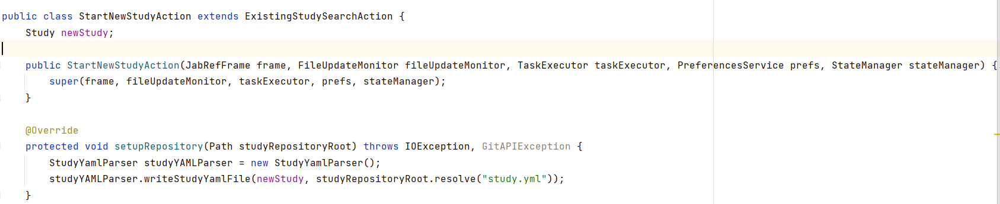 public class StartNewStudyAction extends ExistingStudySearchAction {
    Study newStudy;

    public StartNewStudyAction(JabRefFrame frame, FileUpdateMonitor fileUpdateMonitor, TaskExecutor taskExecutor, PreferencesService prefs, StateManager stateManager) {
        super(frame, fileUpdateMonitor, taskExecutor, prefs, stateManager);
    }

    @Override
    protected void setupRepository(Path studyRepositoryRoot) throws IOException, GitAPIException {
        StudyYamlParser studyYAMLParser = new StudyYamlParser();
        studyYAMLParser.writeStudyYamlFile(newStudy, studyRepositoryRoot.resolve("study.yml"));
    }